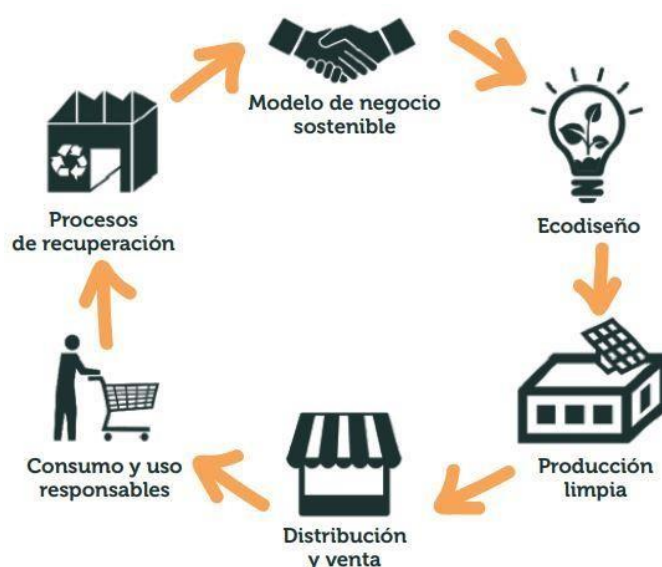 Modelo de negocio
sostenible
Ecodiseño
Producción
limpia
Distribución
y venta
Consumo y uso
responsables
Procesos
de recuperación